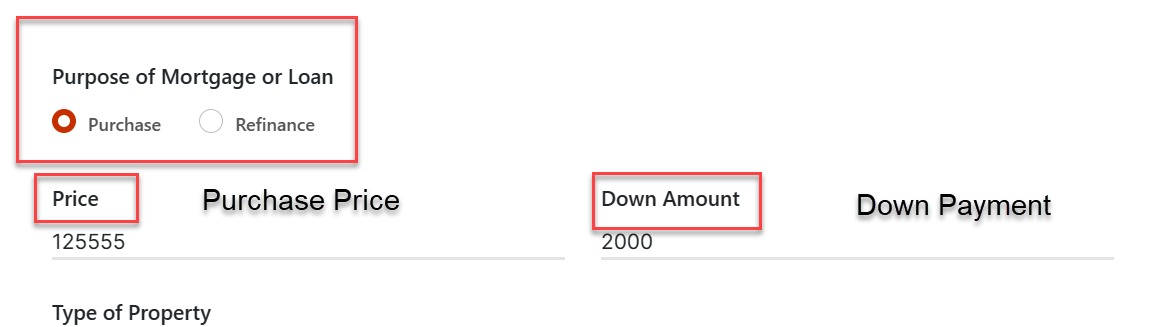 Purpose of Mortgage or Loan
Purchase Refinance
Price Purchase Price Down Amount Down Payment
125555 2000
Type of Property